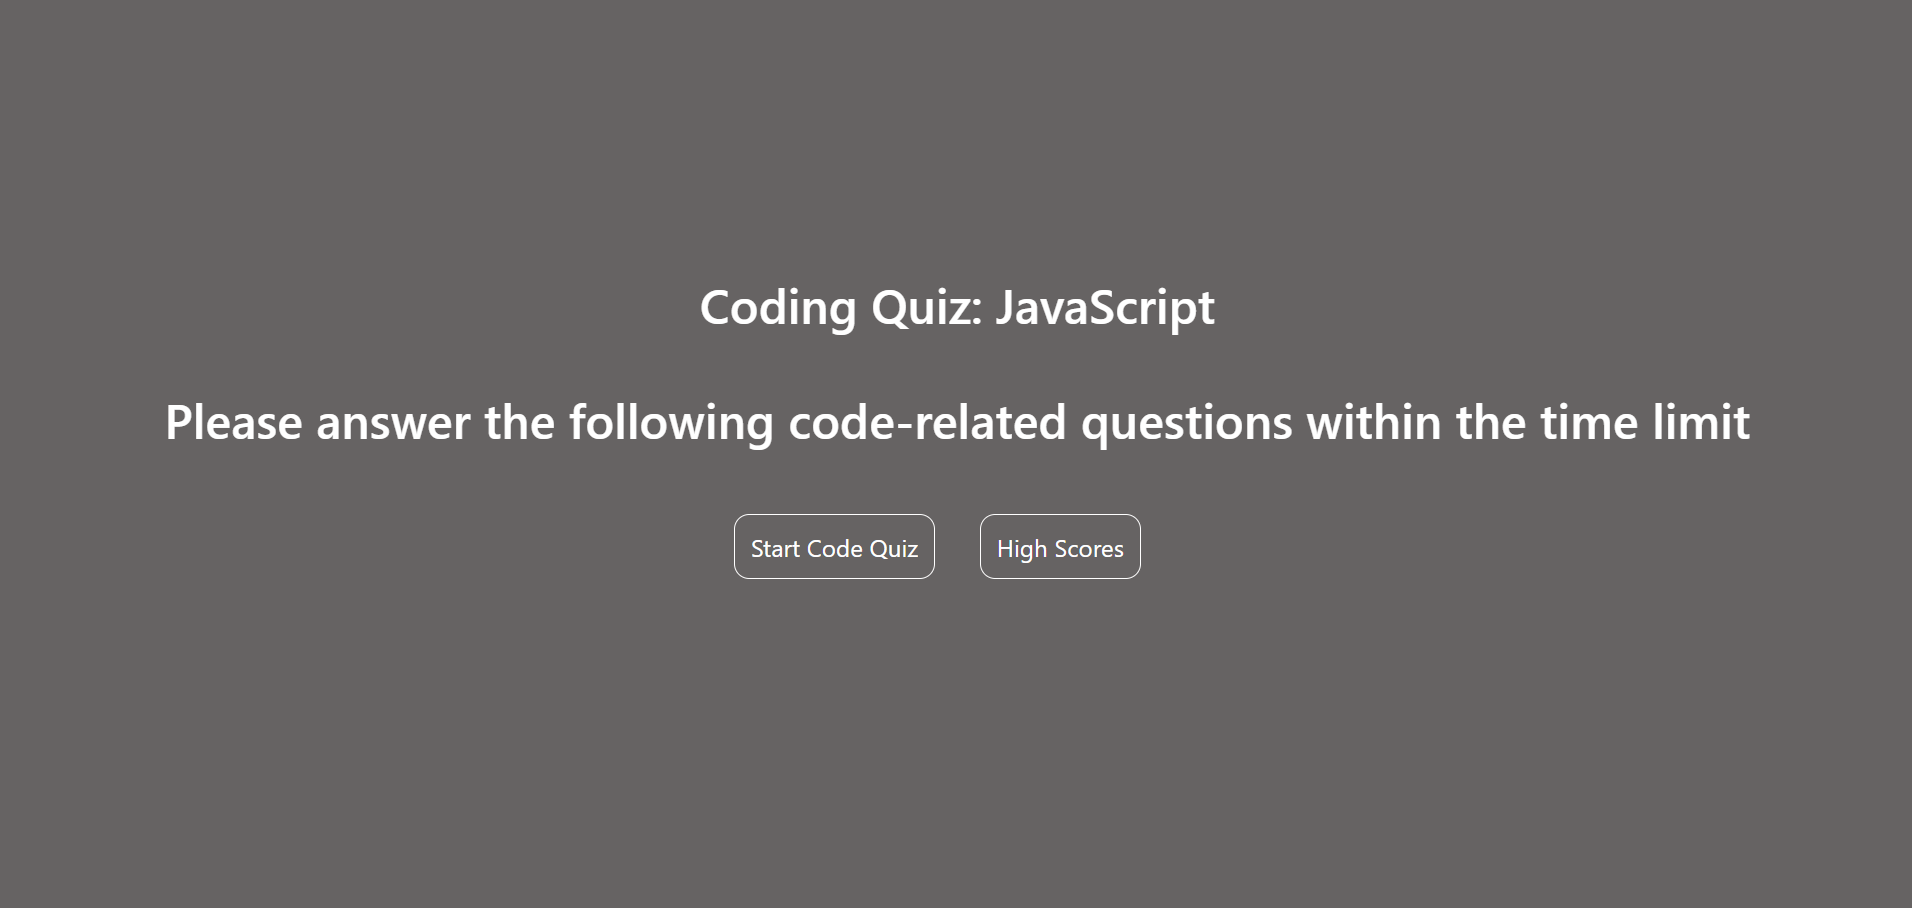 Coding Quiz: JavaScript
Please answer the following code-related questions within the time limit
Start Code Quiz
High Scores